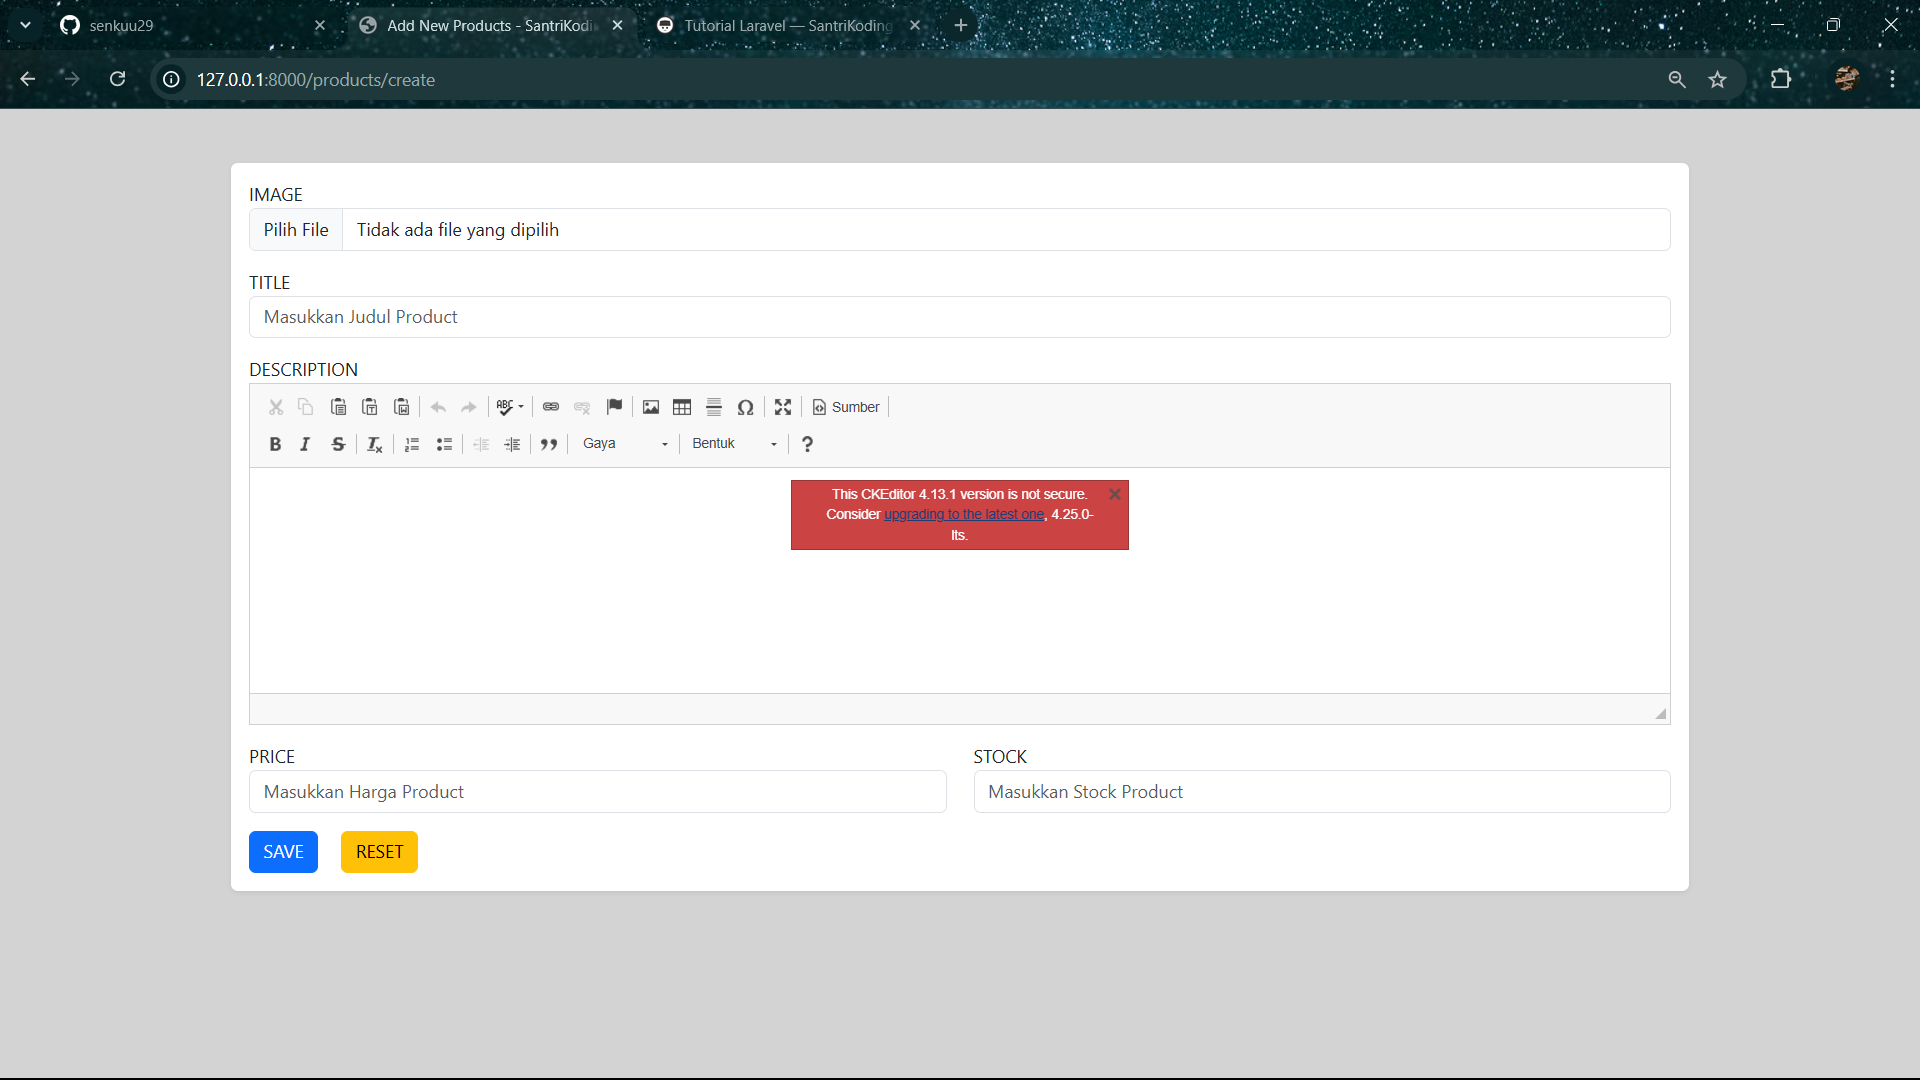 senkuu29
Add New Products - SantriKodi
Tutorial Laravel — SantriKoding
127.0.0.1:8000/products/create
IMAGE
Pilih File Tidak ada file yang dipilih
TITLE
Masukkan Judul Product
DESCRIPTION
ABC
Sumber
B I S Tx
Gaya
Bentuk
?
This CKEditor 4.13.1 version is not secure.
Consider upgrading to the latest one, 4.25.0-
lts.
PRICE
Masukkan Harga Product
STOCK
Masukkan Stock Product
SAVE
RESET